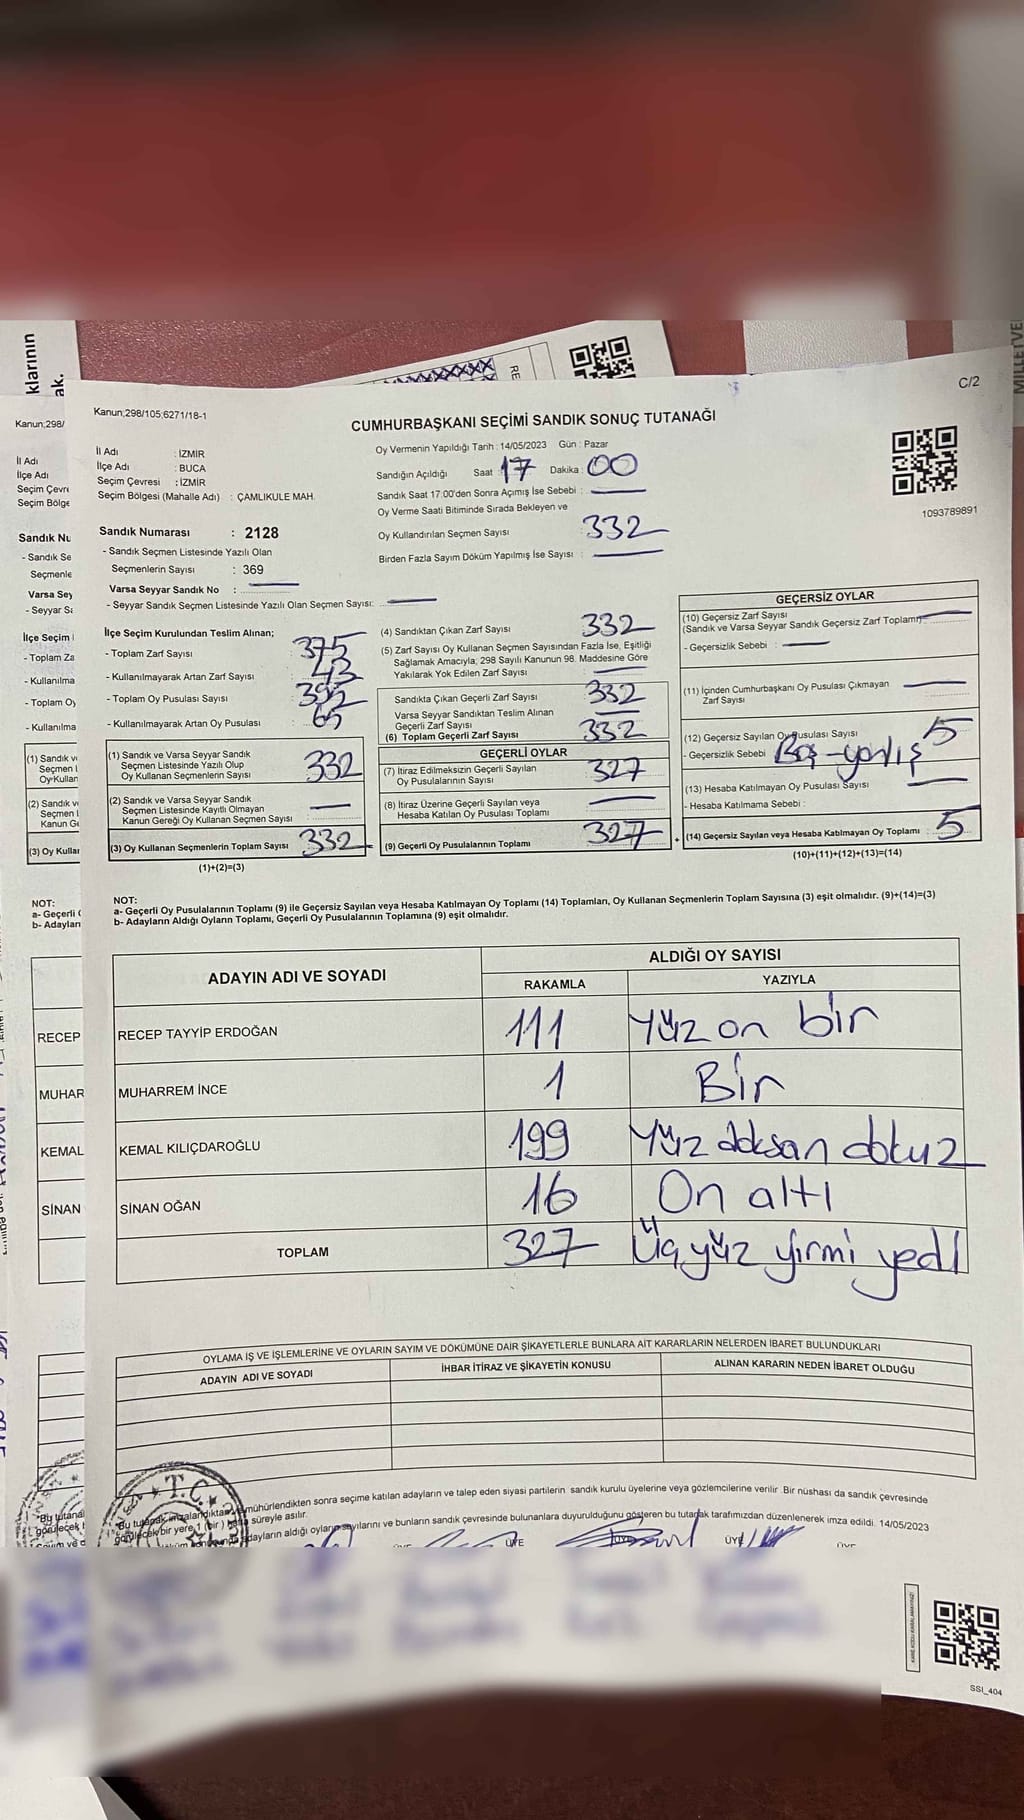 klarının
ak.
C/2
Kanun;298/105;6271/18-1
CUMHURBAŞKANI SEÇİMİ SANDIK SONUÇ TUTANAĞI
İl Adı : İZMİR
İlçe Adı : BUCA
Seçim Çevresi : İZMİR
Seçim Bölgesi (Mahalle Adı) : ÇAMLIKULE MAH.
Oy Vermenin Yapıldığı Tarih : 14/05/2023 Gün : Pazar
Sandığın Açıldığı Saat 17 Dakika : 00
Sandık Saat 17:00'den Sonra Açımış İse Sebebi :
Oy Verme Saati Bitiminde Sırada Bekleyen ve
Oy Kullandırılan Seçmen Sayısı : 332
Birden Fazla Sayım Döküm Yapılmış İse Sayısı :
1093789891
Sandık Numarası : 2128
- Sandık Seçmen Listesinde Yazılı Olan
Seçmenlerin Sayısı : 369
Varsa Seyyar Sandık No :
- Seyyar Sandık Seçmen Listesinde Yazılı Olan Seçmen Sayısı:
İlçe Seçim Kurulundan Teslim Alınan;
- Toplam Zarf Sayısı : 375
- Kullanılmayarak Artan Zarf Sayısı : 43
- Toplam Oy Pusulası Sayısı :
- Kullanılmayarak Artan Oy Pusulası :
(1) Sandık ve Varsa Seyyar Sandık
Seçmen Listesinde Yazılı Olup
Oy Kullanan Seçmenlerin Sayısı 332
(2) Sandık ve Varsa Seyyar Sandık
Seçmen Listesinde Kayıtlı Olmayan
Kanun Gereği Oy Kullanan Seçmen Sayısı
(3) Oy Kullanan Seçmenlerin Toplam Sayısı 332
(1)+(2)=(3)
(4) Sandıktan Çıkan Zarf Sayısı 332
(5) Zarf Sayısı Oy Kullanan Seçmen Sayısından Fazla İse, Eşitliği
Sağlamak Amacıyla, 298 Sayılı Kanunun 98. Maddesine Göre
Yakılarak Yok Edilen Zarf Sayısı
Sandıkta Çıkan Geçerli Zarf Sayısı 332
Varsa Seyyar Sandıktan Teslim Alınan
Geçerli Zarf Sayısı
(6) Toplam Geçerli Zarf Sayısı 332
GEÇERLİ OYLAR
(7) İtiraz Edilmeksizin Geçerli Sayılan
Oy Pusulalarının Sayısı 327
(8) İtiraz Üzerine Geçerli Sayılan veya
Hesaba Katılan Oy Pusulası Toplamı
(9) Geçerli Oy Pusulalarının Toplamı 327
+
GEÇERSİZ OYLAR
(10) Geçersiz Zarf Sayısı
(Sandık ve Varsa Seyyar Sandık Geçersiz Zarf Toplamı)
- Geçersizlik Sebebi :
(11) İçinden Cumhurbaşkanı Oy Pusulası Çıkmayan
Zarf Sayısı
(12) Geçersiz Sayılan Oy Pusulası Sayısı 5
- Geçersizlik Sebebi Boş-yanlış
(13) Hesaba Katılmayan Oy Pusulası Sayısı
- Hesaba Katılmama Sebebi :
(14) Geçersiz Sayılan veya Hesaba Katılmayan Oy Toplamı : 5
(10)+(11)+(12)+(13)=(14)
NOT:
a- Geçerli Oy Pusulalarının Toplamı (9) ile Geçersiz Sayılan veya Hesaba Katılmayan Oy Toplamı (14) Toplamları, Oy Kullanan Seçmenlerin Toplam Sayısına (3) eşit olmalıdır. (9)+(14)=(3)
b- Adayların Aldığı Oyların Toplamı, Geçerli Oy Pusulalarının Toplamına (9) eşit olmalıdır.
ADAYIN ADI VE SOYADI
ALDIĞI OY SAYISI
RAKAMLA YAZIYLA
RECEP TAYYİP ERDOĞAN 111 Yüz on bir
MUHARREM İNCE 1 Bir
KEMAL KILIÇDAROĞLU 199 Yüz doksan dokuz
SİNAN OĞAN 16 On altı
TOPLAM 327 Üç yüz yirmi yedi
OYLAMA İŞ VE İŞLEMLERİNE VE OYLARIN SAYIM VE DÖKÜMÜNE DAİR ŞİKAYETLERLE BUNLARA AİT KARARLARIN NELERDEN İBARET BULUNDUKLARI
ADAYIN ADI VE SOYADI İHBAR İTİRAZ VE ŞİKAYETİN KONUSU ALINAN KARARIN NEDEN İBARET OLDUĞU
T.C.
"Bu tutanak imzalandıktan mühürlendikten sonra seçime katılan adayların ve talep eden siyasi partilerin sandık kurulu üyelerine veya gözlemcilerine verilir. Bir nüshası da sandık çevresinde
görülecek bir yere 1 (bir) hafta süreyle asılır.
adayların aldığı oyların sayılarını ve bunların sandık çevresinde bulunanlara duyurulduğunu gösteren bu tutanak tarafımızdan düzenlenerek imza edildi. 14/05/2023
ÜYE ÜYE ÜYE
SSI_404